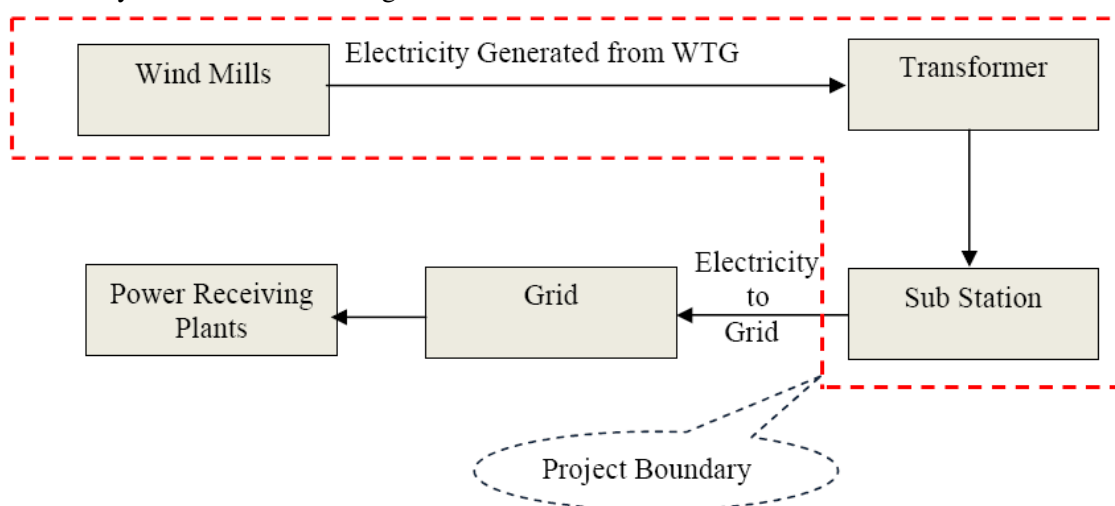 Wind Mills
Electricity Generated from WTG
Transformer
Power Receiving
Plants
Grid
Electricity
to
Grid
Sub Station
Project Boundary